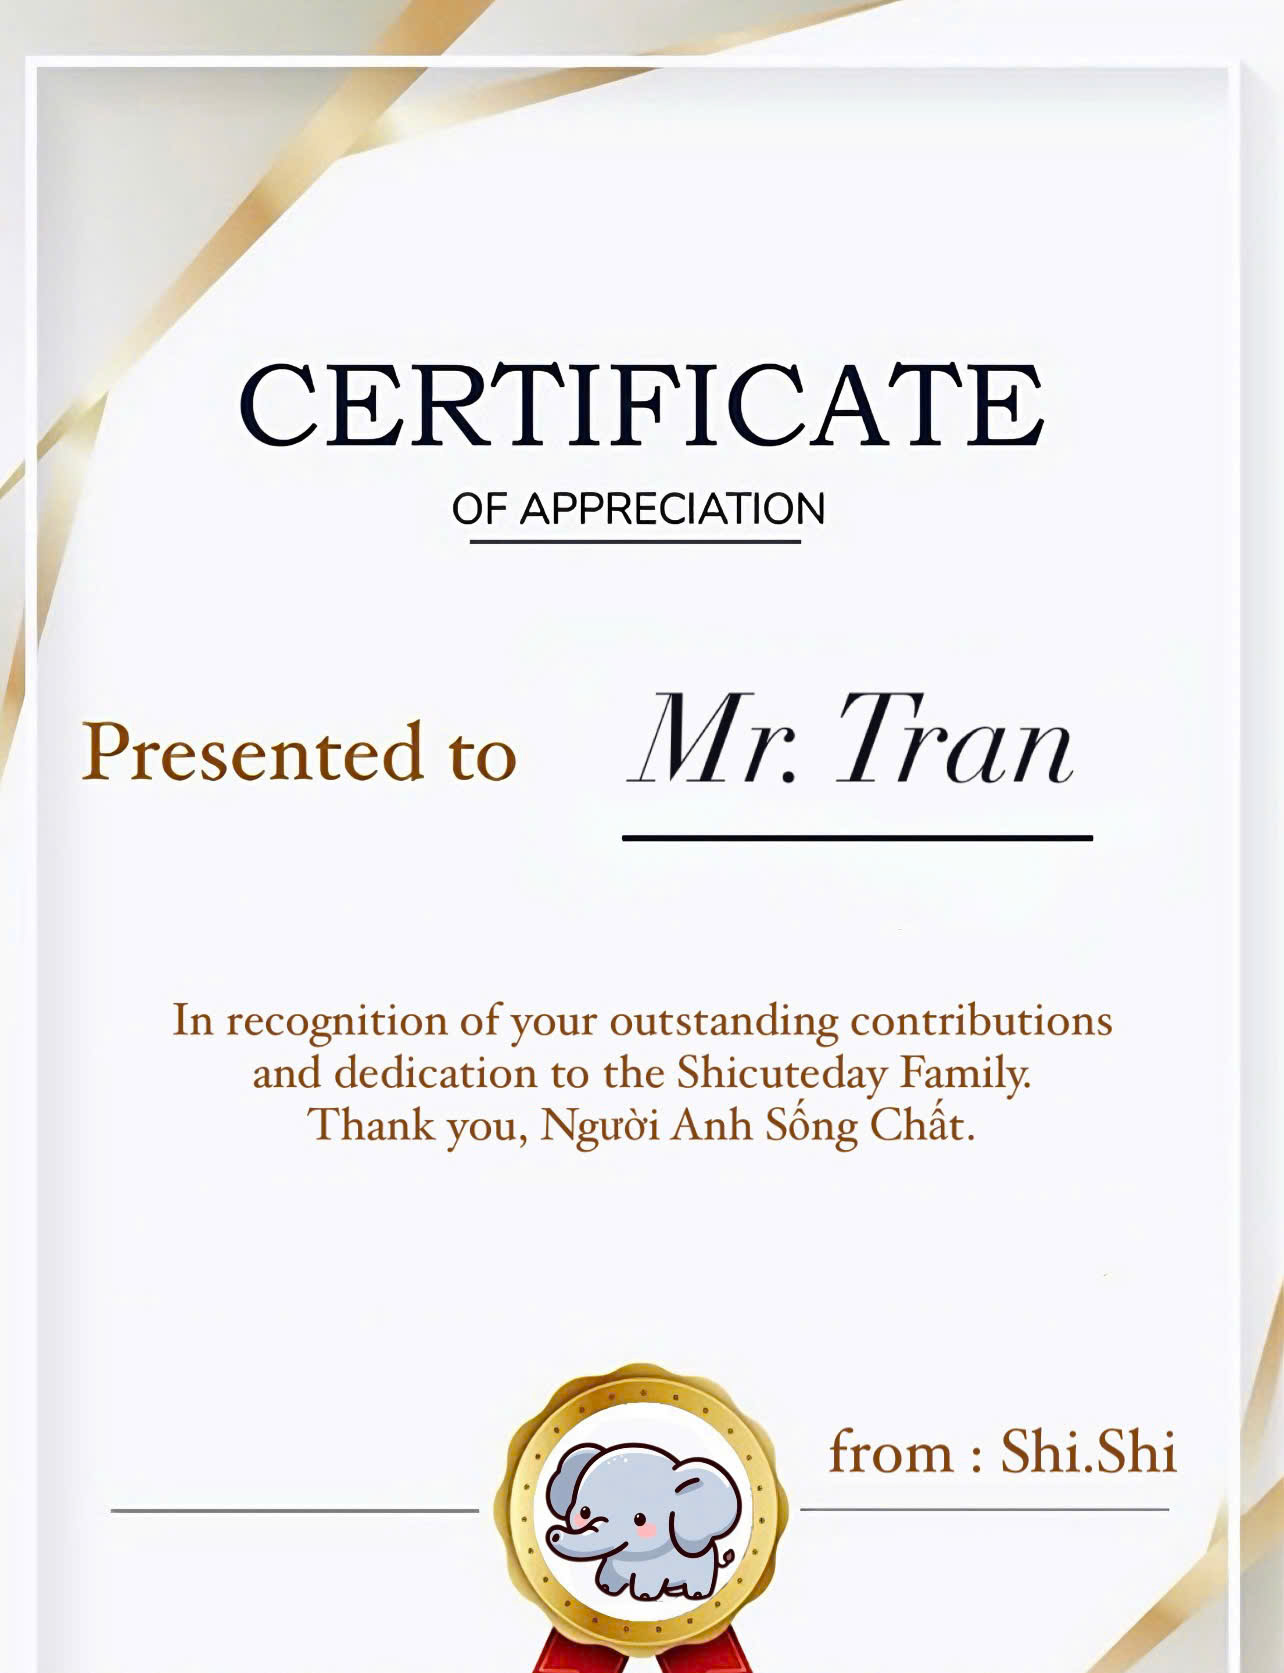 CERTIFICATE
OF APPRECIATION
Presented to Mr. Tran
In recognition of your outstanding contributions
and dedication to the Shicuteday Family.
Thank you, Người Anh Sống Chất.
from : Shi.Shi